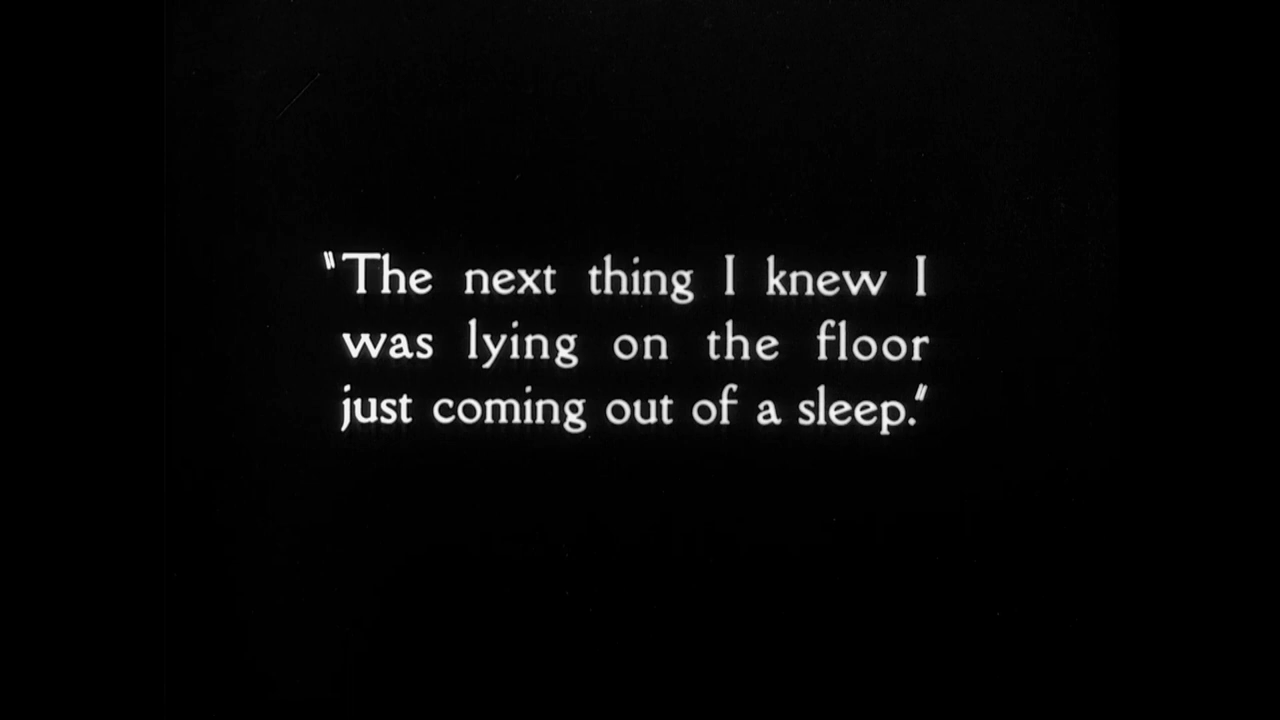 "The next thing I knew I
was lying on the floor
just coming out of a sleep."